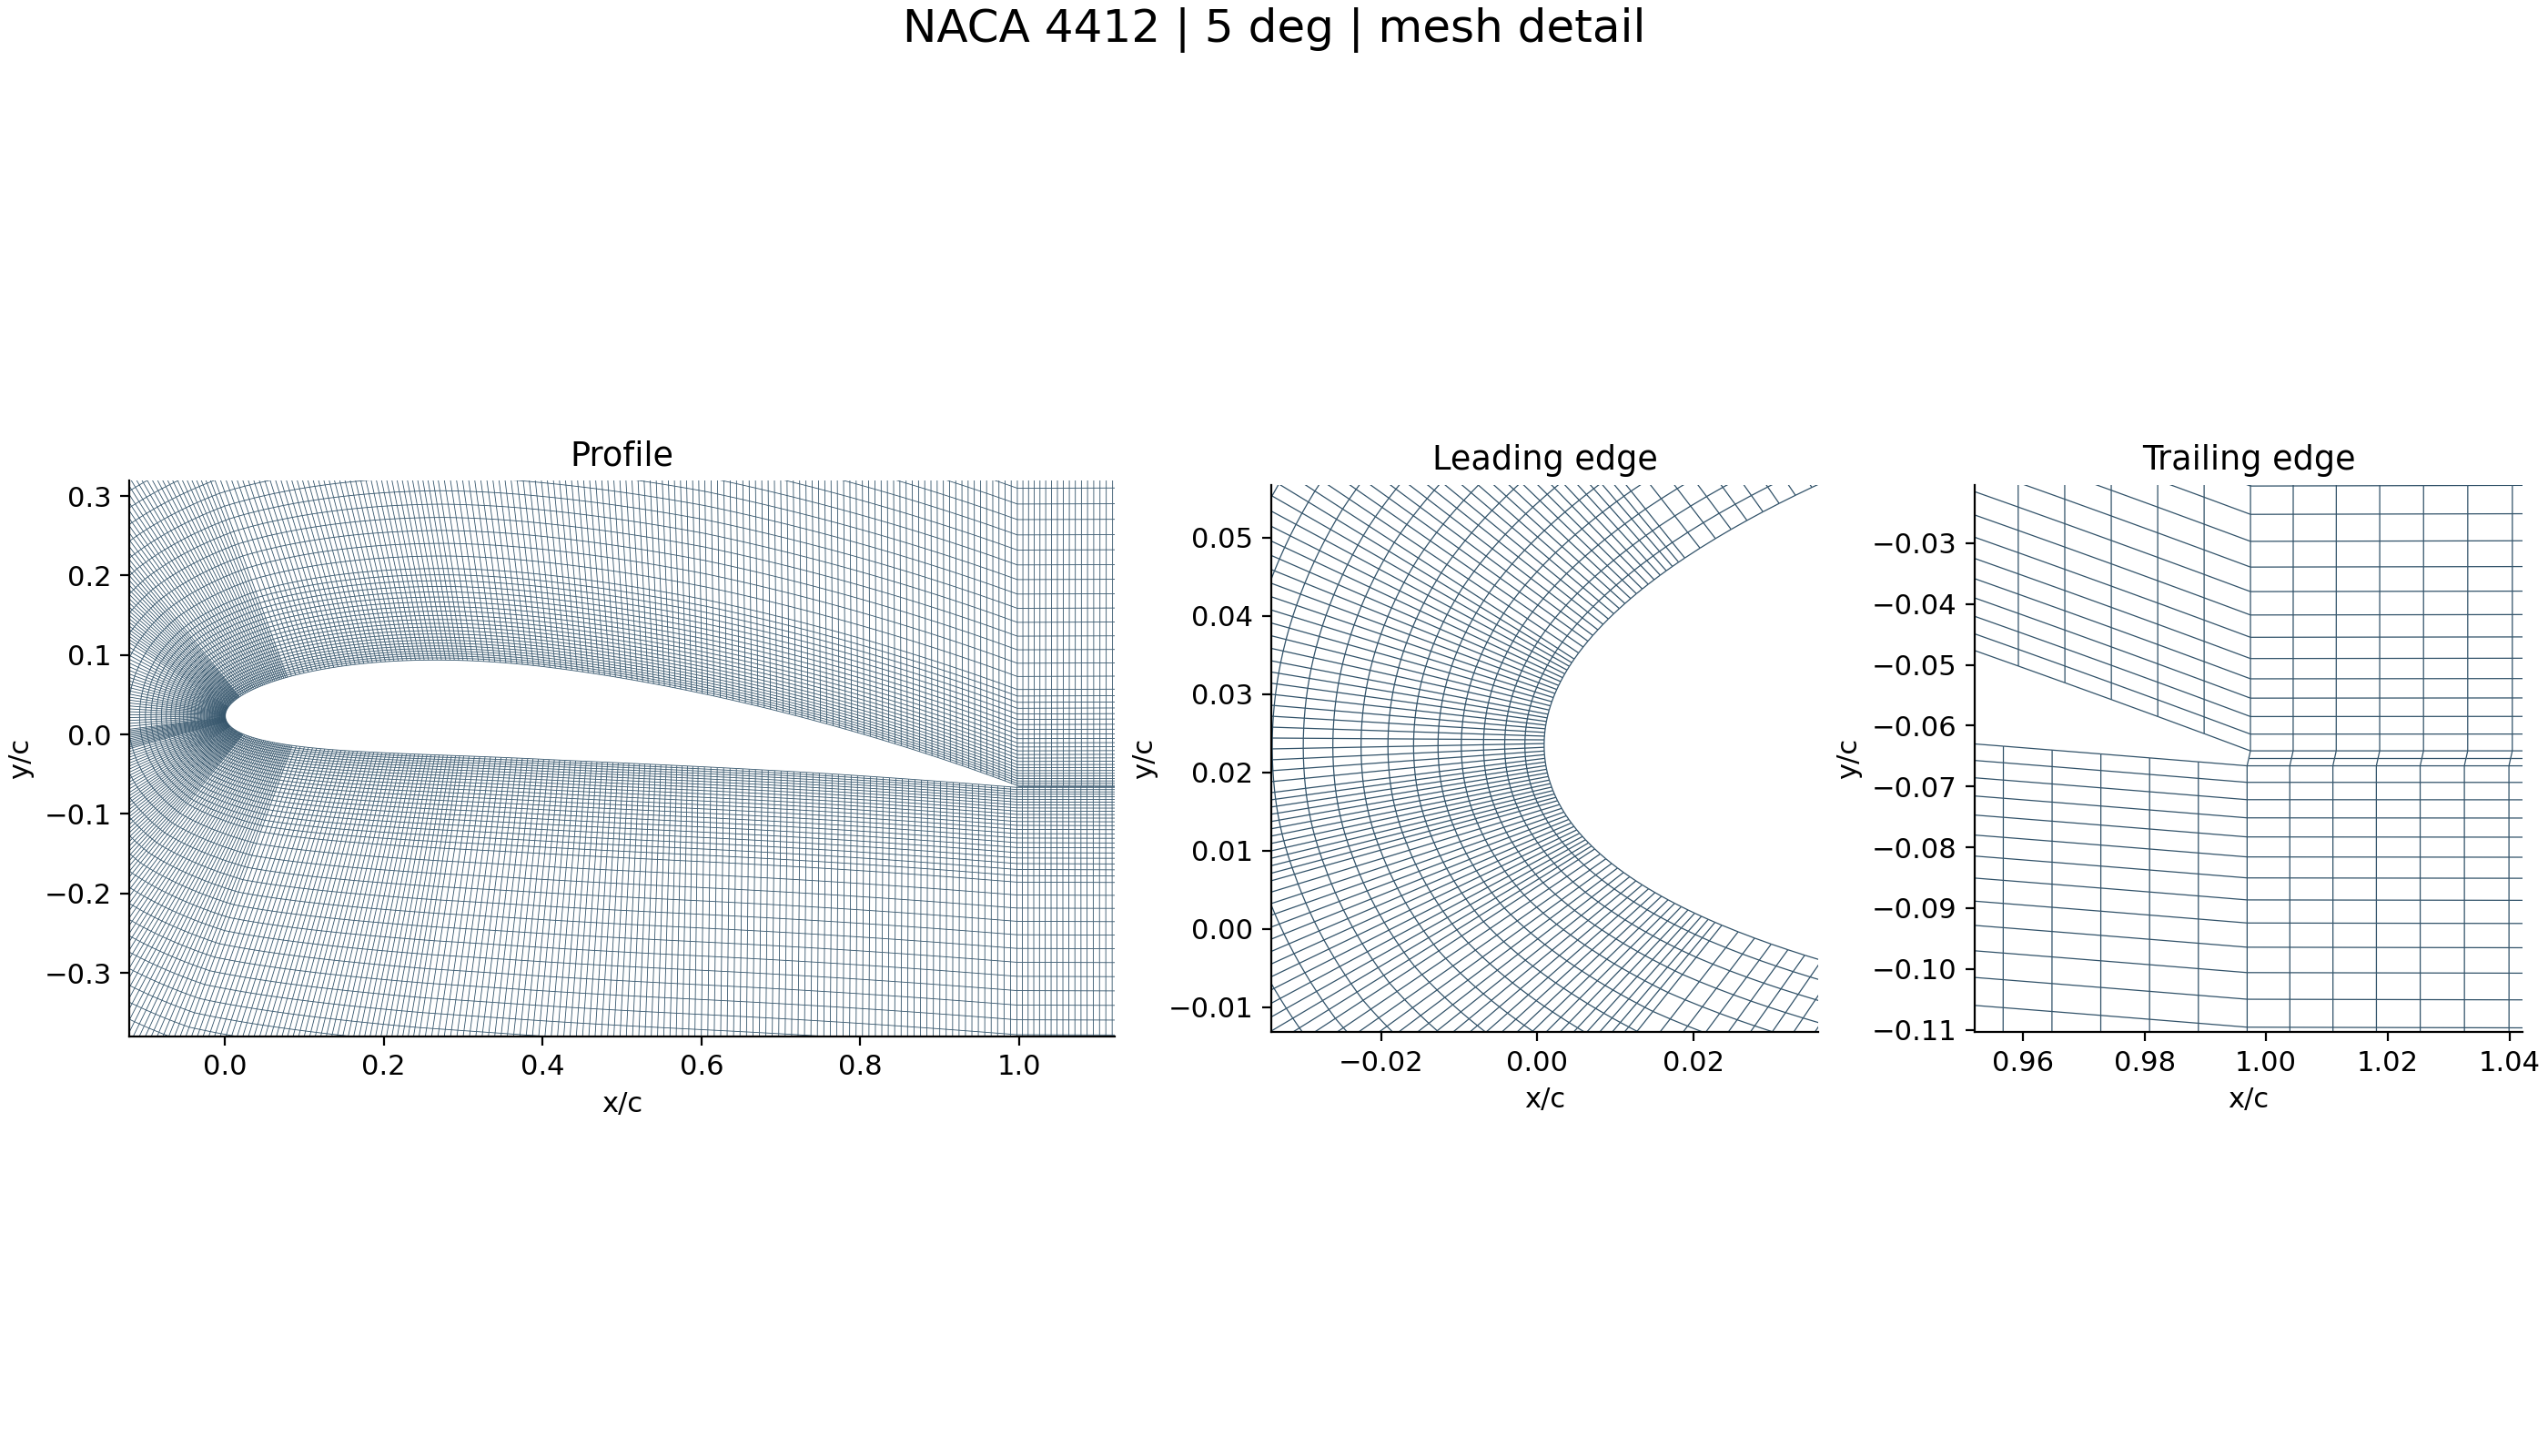 NACA 4412 | 5 deg | mesh detail
Profile
0.3
0.2
0.1
0.0
−0.1
−0.2
−0.3
y/c
0.0 0.2 0.4 0.6 0.8 1.0
x/c
Leading edge
0.05
0.04
0.03
0.02
0.01
0.00
−0.01
y/c
−0.02 0.00 0.02
x/c
Trailing edge
−0.03
−0.04
−0.05
−0.06
−0.07
−0.08
−0.09
−0.10
−0.11
y/c
0.96 0.98 1.00 1.02 1.04
x/c